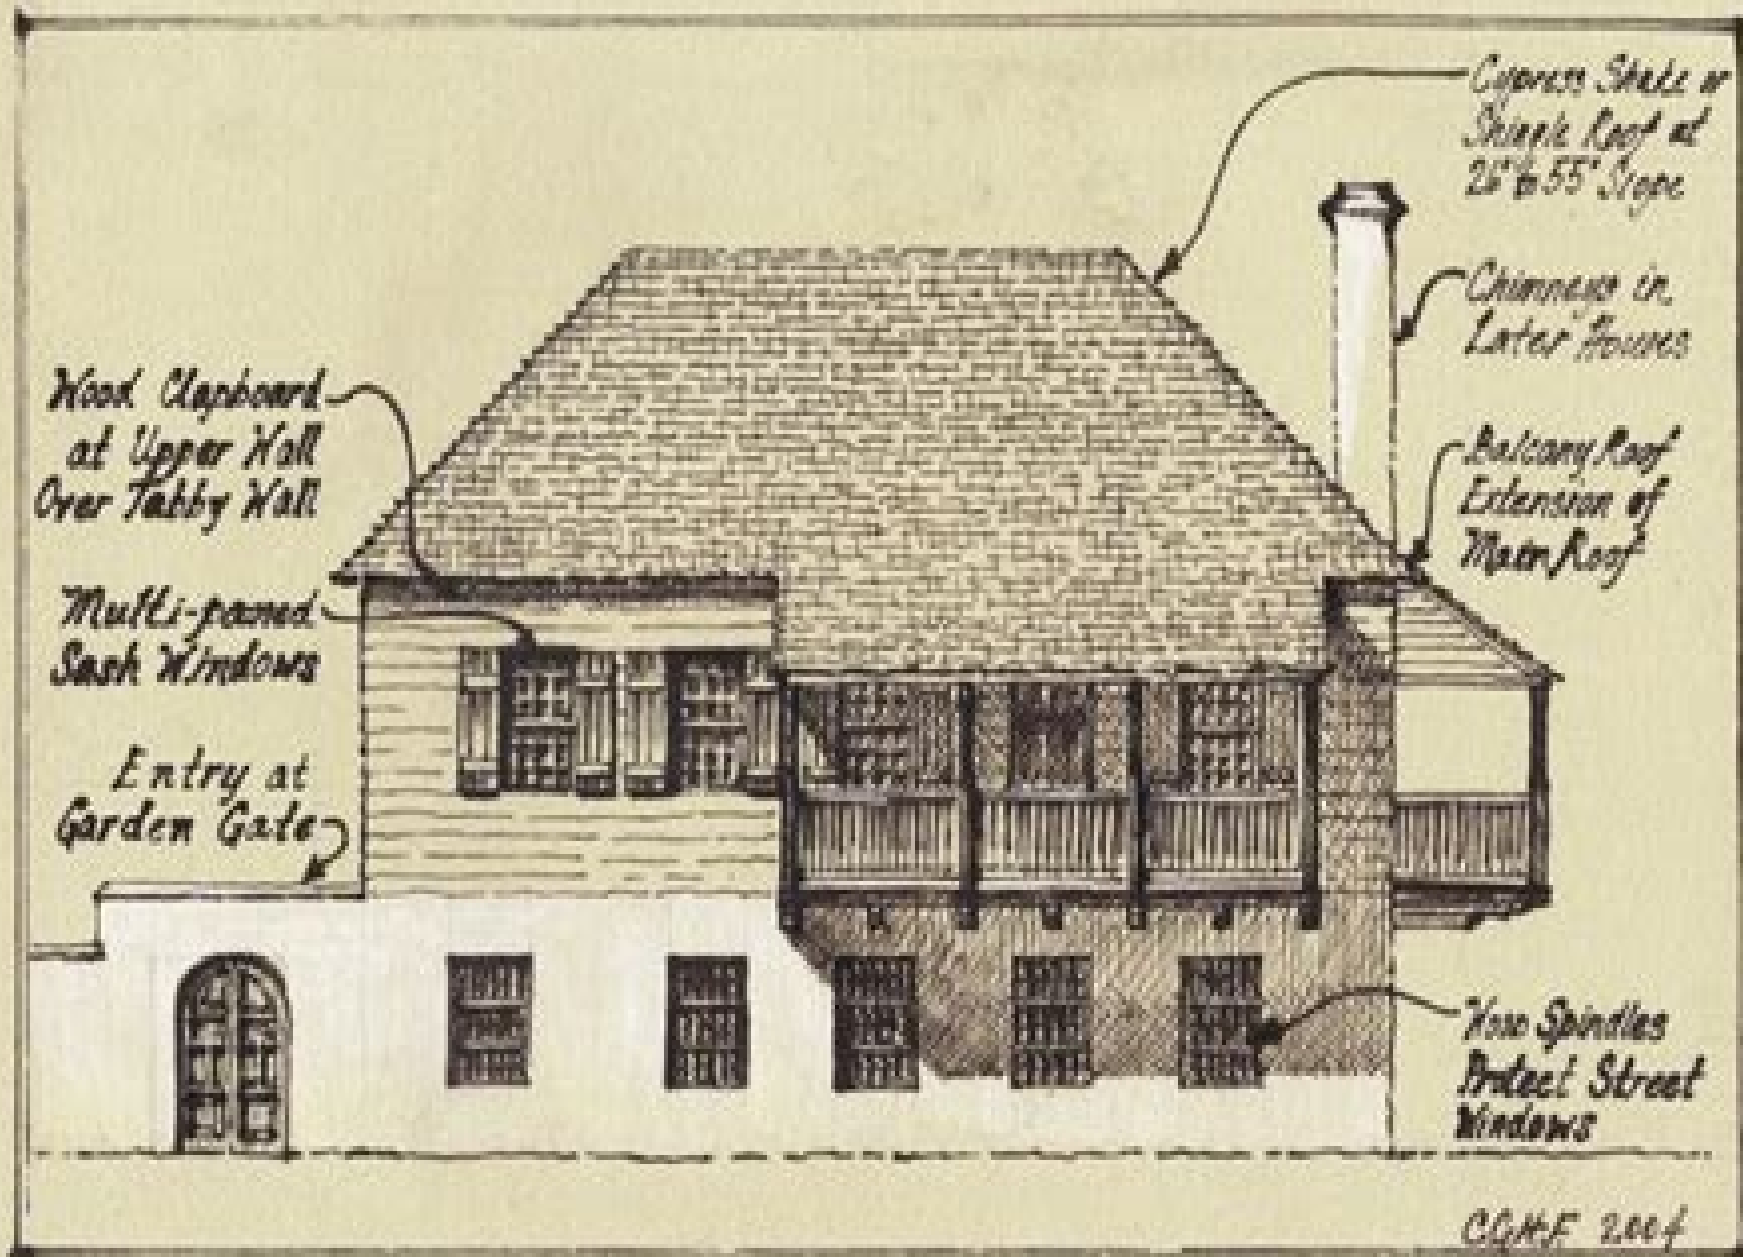 Cypress Shake or
Shingle Roof at
26° to 55° Slope
Chimneys in
Later Houses
Balcony Roof
Extension of
Main Roof
Wood Spindles
Protect Street
Windows
Wood Clapboard
at Upper Wall
Over Tabby Wall
Multi-paned
Sash Windows
Entry at
Garden Gate
2004